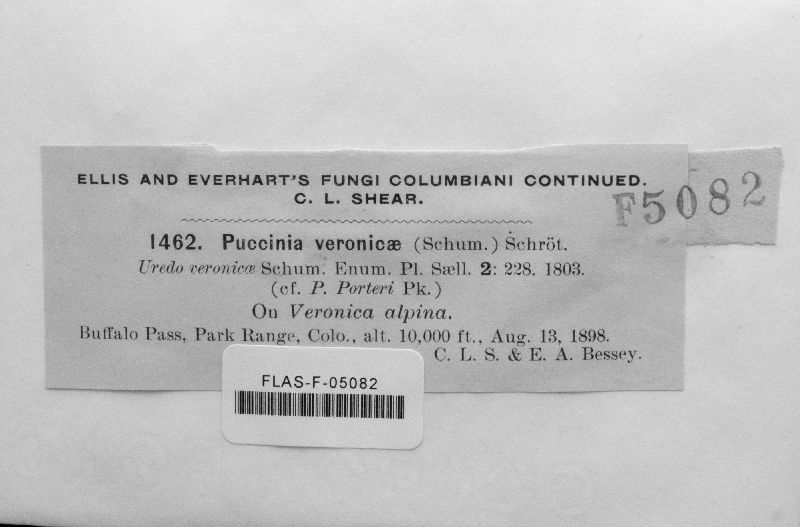 ELLIS AND EVERHART'S FUNGI COLUMBIANI CONTINUED.
C. L. SHEAR.
F5082
1462. Puccinia veronicæ (Schum.) Schröt.
Uredo veronicæ Schum. Enum. Pl. Sæll. 2: 228. 1803.
(cf. P. Porteri Pk.)
On Veronica alpina.
Buffalo Pass, Park Range, Colo., alt. 10,000 ft., Aug. 13, 1898.
C. L. S. & E. A. Bessey.
FLAS-F-05082